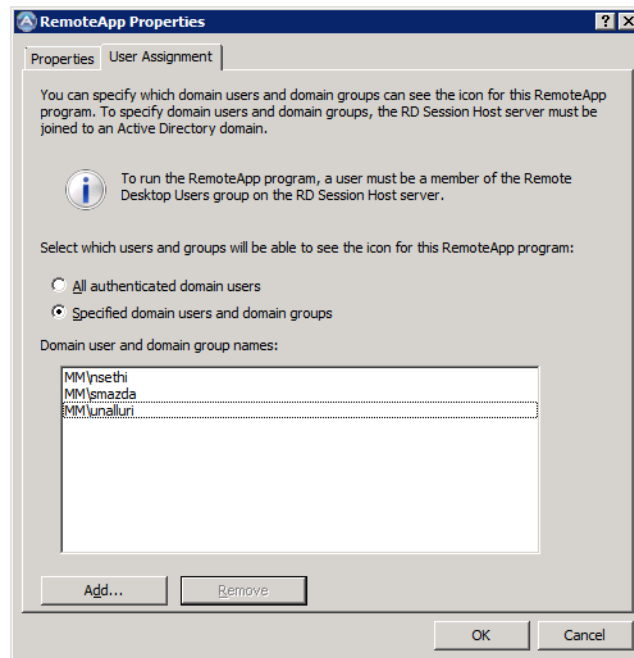 RemoteApp Properties
Properties
User Assignment
You can specify which domain users and domain groups can see the icon for this RemoteApp
program. To specify domain users and domain groups, the RD Session Host server must be
joined to an Active Directory domain.
To run the RemoteApp program, a user must be a member of the Remote
Desktop Users group on the RD Session Host server.
Select which users and groups will be able to see the icon for this RemoteApp program:
All authenticated domain users
Specified domain users and domain groups
Domain user and domain group names:
MM\nsethi
MM\smazda
MM\unalluri
Add...
Remove
OK
Cancel